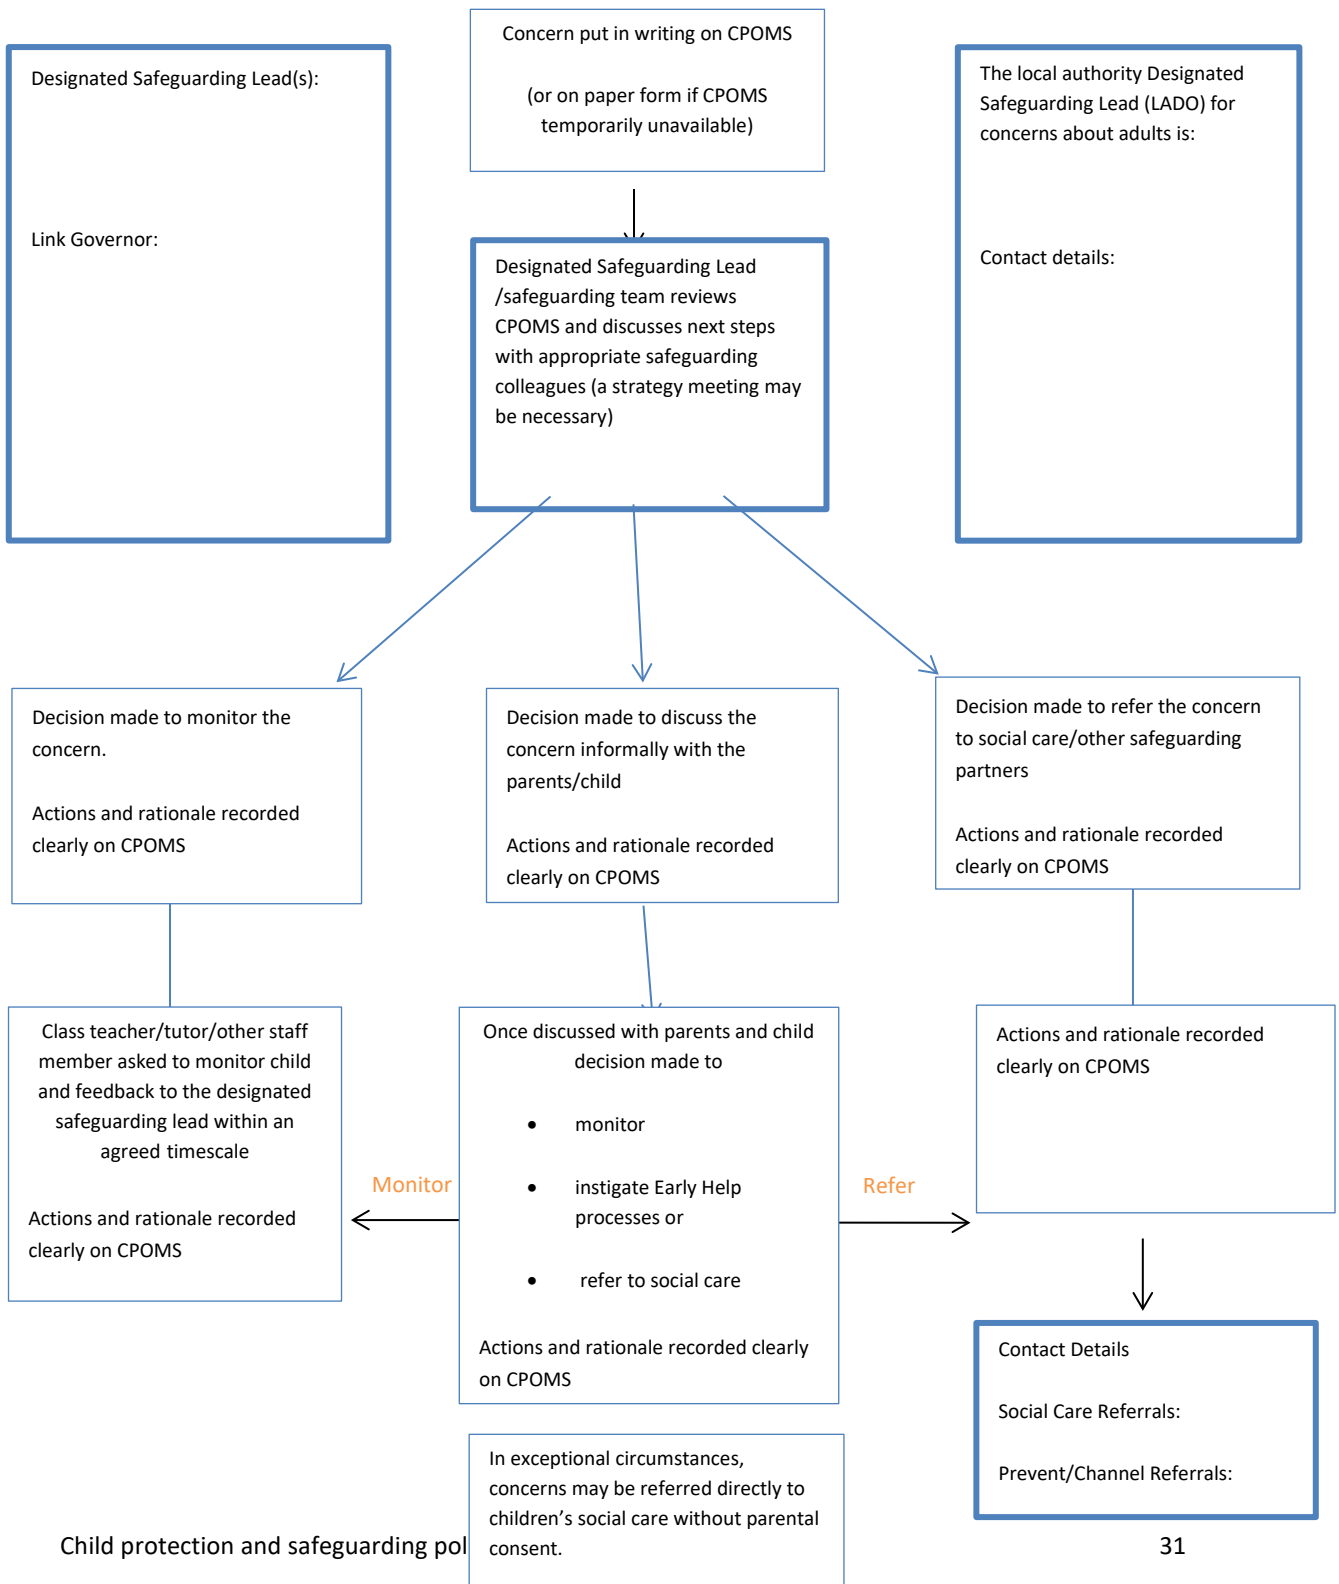 Concern put in writing on CPOMS
(or on paper form if CPOMS
temporarily unavailable)
Designated Safeguarding Lead(s):
Link Governor:
The local authority Designated
Safeguarding Lead (LADO) for
concerns about adults is:
Contact details:
Designated Safeguarding Lead
/safeguarding team reviews
CPOMS and discusses next steps
with appropriate safeguarding
colleagues (a strategy meeting may
be necessary)
Decision made to monitor the
concern.
Actions and rationale recorded
clearly on CPOMS
Decision made to discuss the
concern informally with the
parents/child
Actions and rationale recorded
clearly on CPOMS
Decision made to refer the concern
to social care/other safeguarding
partners
Actions and rationale recorded
clearly on CPOMS
Class teacher/tutor/other staff
member asked to monitor child
and feedback to the designated
safeguarding lead within an
agreed timescale
Actions and rationale recorded
clearly on CPOMS
Monitor
Once discussed with parents and child
decision made to
• monitor
• instigate Early Help
processes or
• refer to social care
Actions and rationale recorded clearly
on CPOMS
Refer
Actions and rationale recorded
clearly on CPOMS
Contact Details
Social Care Referrals:
Prevent/Channel Referrals:
In exceptional circumstances,
concerns may be referred directly to
children’s social care without parental
consent.
Child protection and safeguarding pol
31